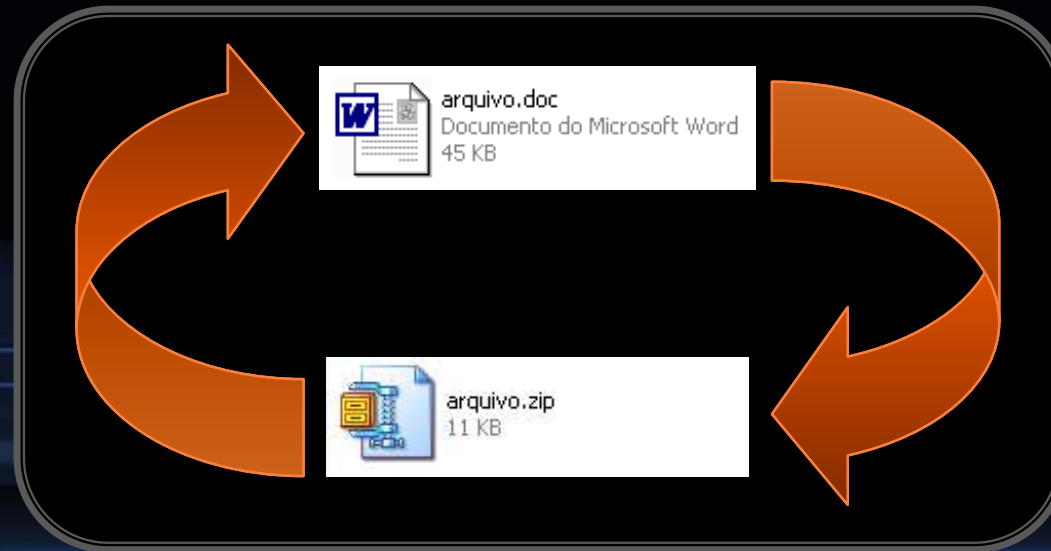 W
arquivo.doc
Documento do Microsoft Word
45 KB
arquivo.zip
11 KB